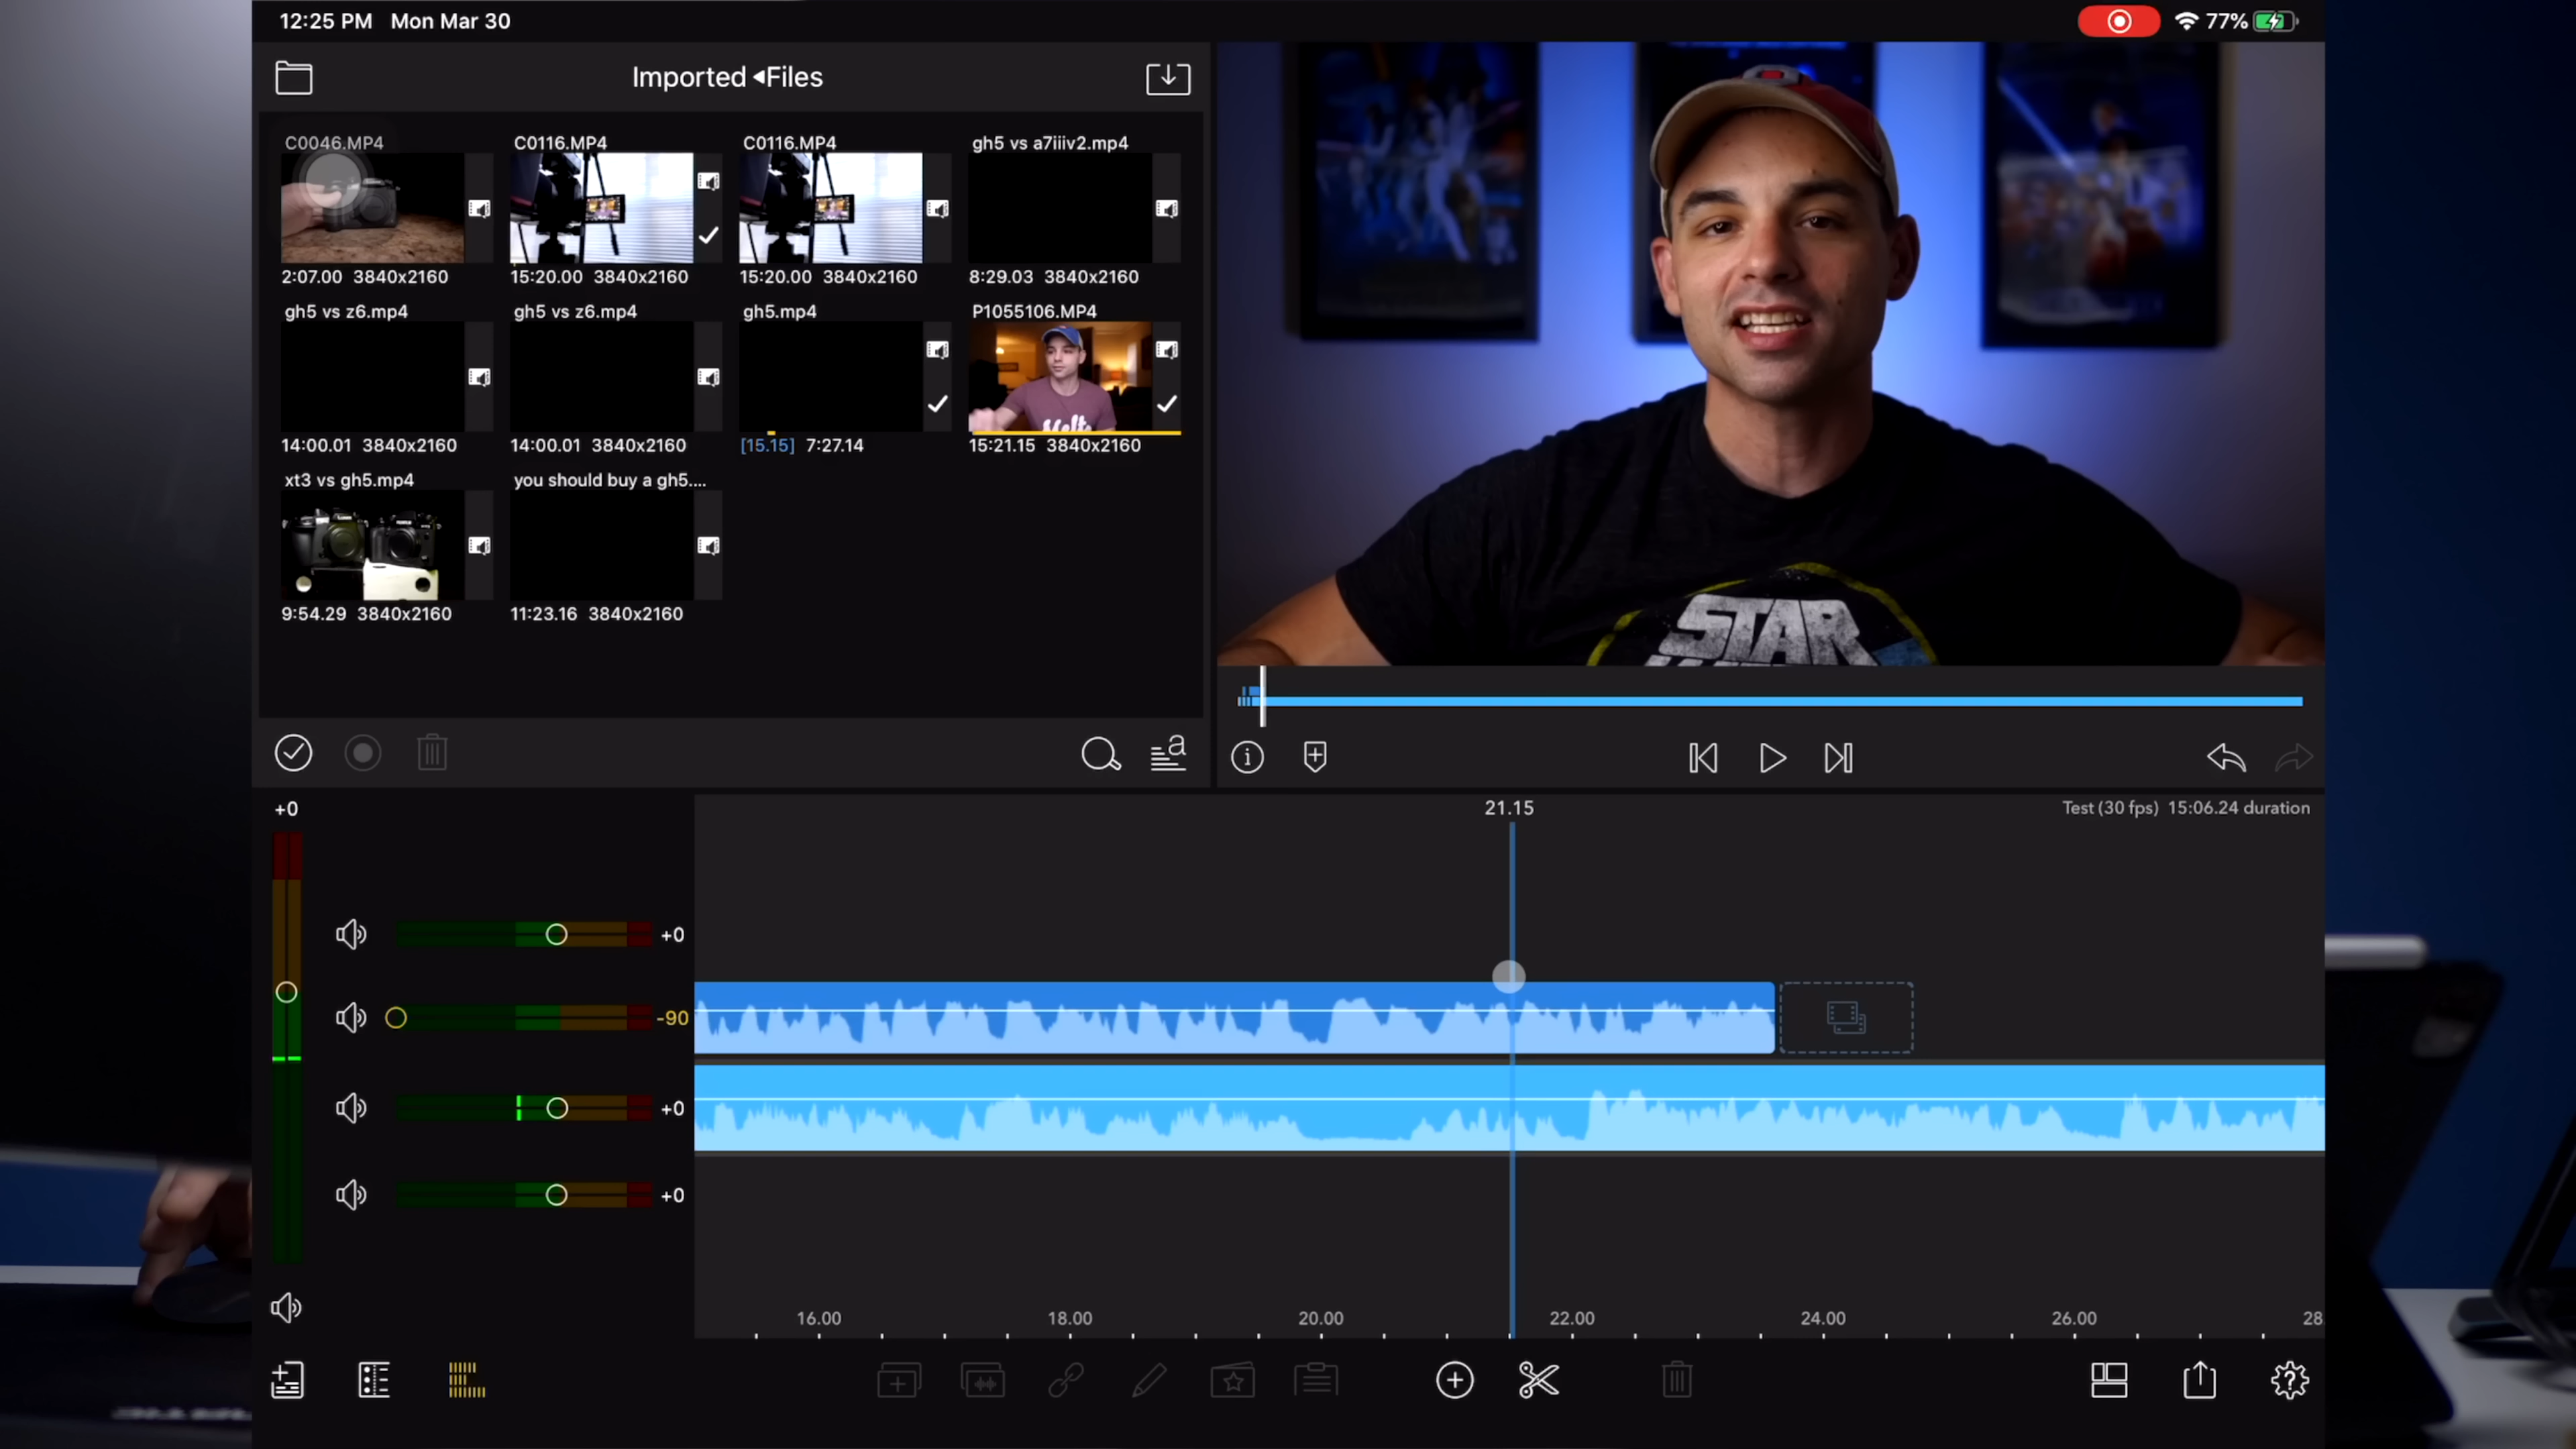 12:25 PM Mon Mar 30
77%
Imported ◂Files
C0046.MP4
C0116.MP4
C0116.MP4
gh5 vs a7iiiv2.mp4
2:07.00 3840x2160
15:20.00 3840x2160
15:20.00 3840x2160
8:29.03 3840x2160
gh5 vs z6.mp4
gh5 vs z6.mp4
gh5.mp4
P1055106.MP4
14:00.01 3840x2160
14:00.01 3840x2160
[15.15] 7:27.14
15:21.15 3840x2160
xt3 vs gh5.mp4
you should buy a gh5....
9:54.29 3840x2160
11:23.16 3840x2160
STAR
+0
21.15
Test (30 fps) 15:06.24 duration
+0
-90
+0
+0
16.00 18.00 20.00 22.00 24.00 26.00 28